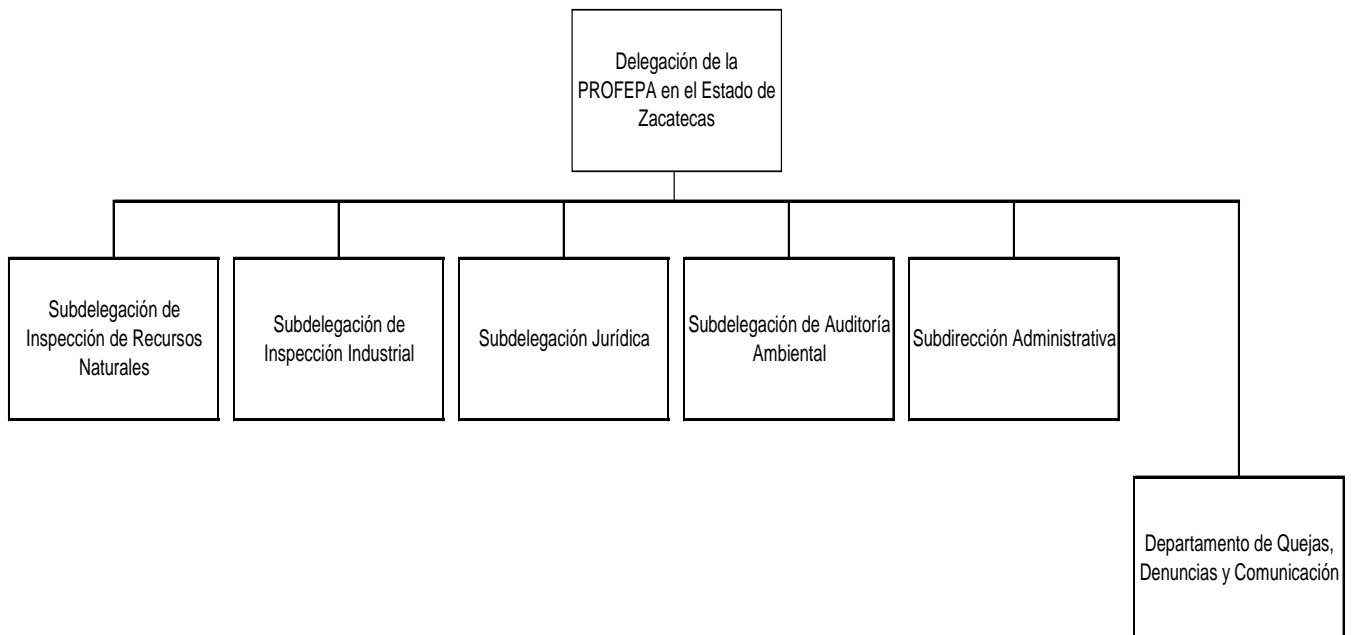 Delegación de la
PROFEPA en el Estado de
Zacatecas
Subdelegación de
Inspección de Recursos
Naturales
Subdelegación de
Inspección Industrial
Subdelegación Jurídica
Subdelegación de Auditoría
Ambiental
Subdirección Administrativa
Departamento de Quejas,
Denuncias y Comunicación